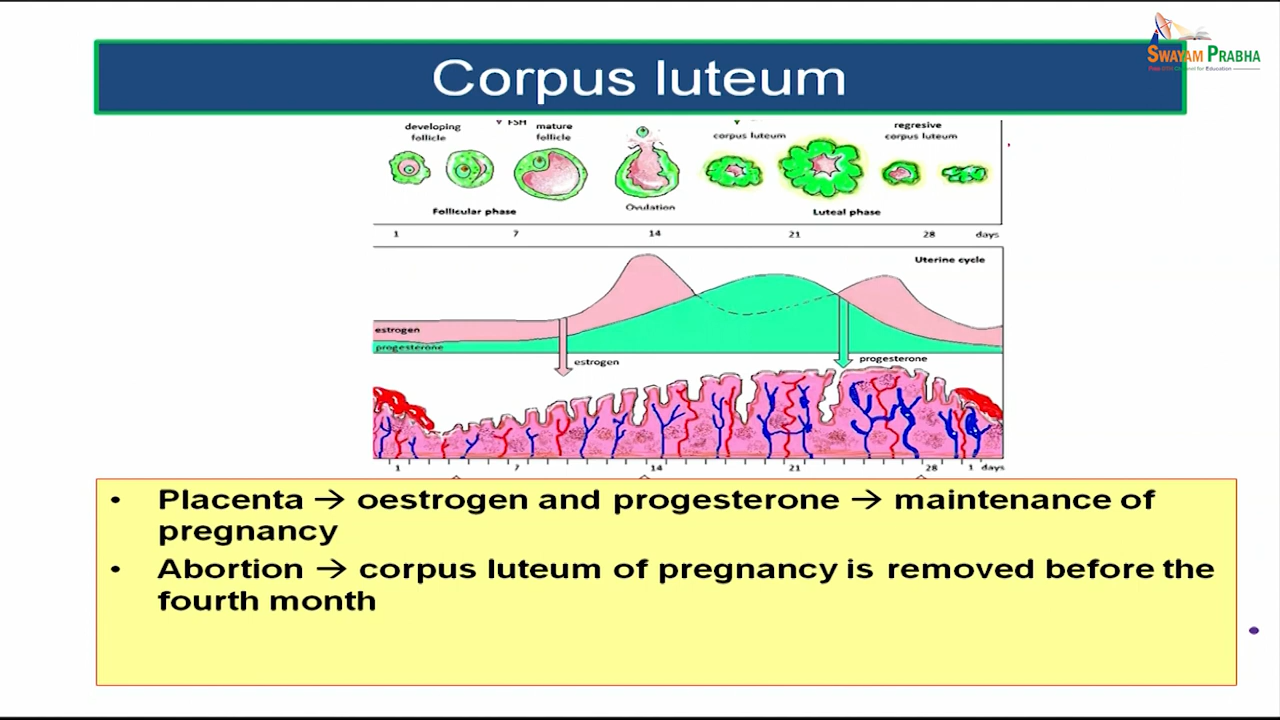 Corpus luteum
SWAYAM PRABHA
developing
follicle
FSH
mature
follicle
corpus luteum
regresive
corpus luteum
Follicular phase
Ovulation
Luteal phase
1 7 14 21 28 days
Uterine cycle
estrogen
progesterone
estrogen
progesterone
1 7 14 21 28 1 days
• Placenta → oestrogen and progesterone → maintenance of
pregnancy
• Abortion → corpus luteum of pregnancy is removed before the
fourth month